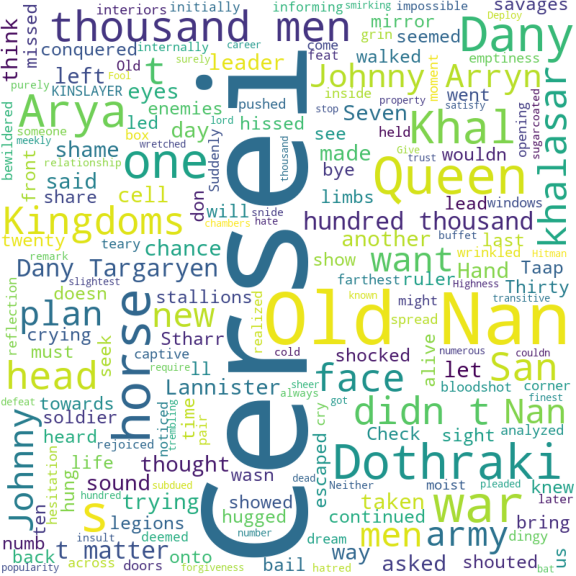 interiors initially thousand men informing smirking impossible Dany
think missed Old conquered internally career leader mirror grin seemed savages
KINSLAYER purely Fool surely feat come Deploy
left t Johnny Arryn walked emptiness
bewildered someone Arya eyes enemies pushed inside moment went opening
meekly relationship box led day hissed lord stop property satisfy sugarcoated
shame one wretched thousand Seven held Khal khalasar
front said made see Give wouldn trust
share cell don Suddenly bye Queen
Kingdoms will snide hate limbs lead windows
twenty chance chambers hundred thousand buffet
teary another wrinkled last
remark Dany Targaryen show want Hand Taap
reflection slightest realized farthest ruler Thirty
doesn horse new stallions known Hitman
plan Cersei Old Nan might spread Highness transitive
crying must seek captive Stharr cold numerous couldn
require ll shocked alive let bloodshot corner
head Lannister sheer always face San
defeat towards noticed time got finest
Johnny soldier trembling pair cry didn t Nan
rejoiced escaped Check sight analyzed
heard life thought wasn dead Neither pleaded
hesitation hung sound showed Dothraki
s trying hugged taken moist knew later
ten legions subdued number continued war bring dingy
numb insult across deemed dream men army
t matter onto way asked shouted us
back doors hundred bail hatred
popularity forgiveness bat